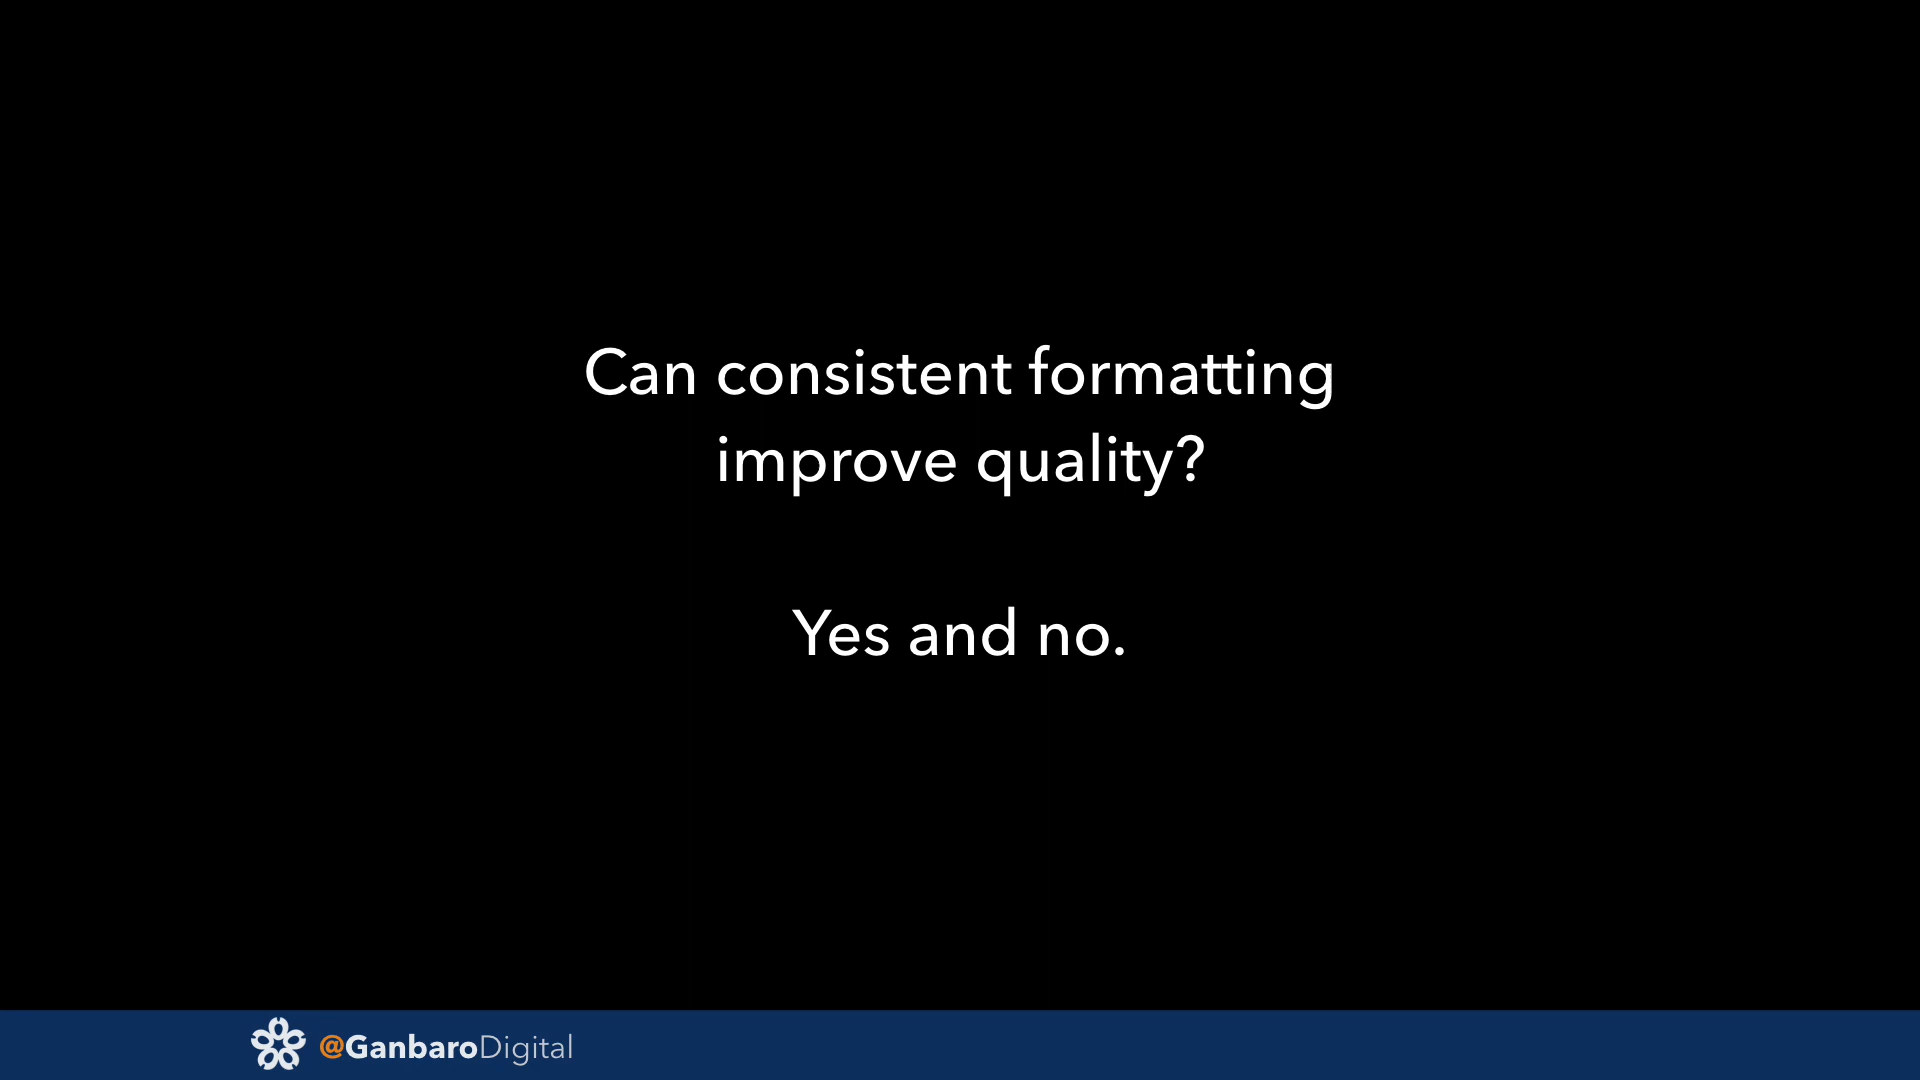 Can consistent formatting
improve quality?
Yes and no.
@GanbaroDigital